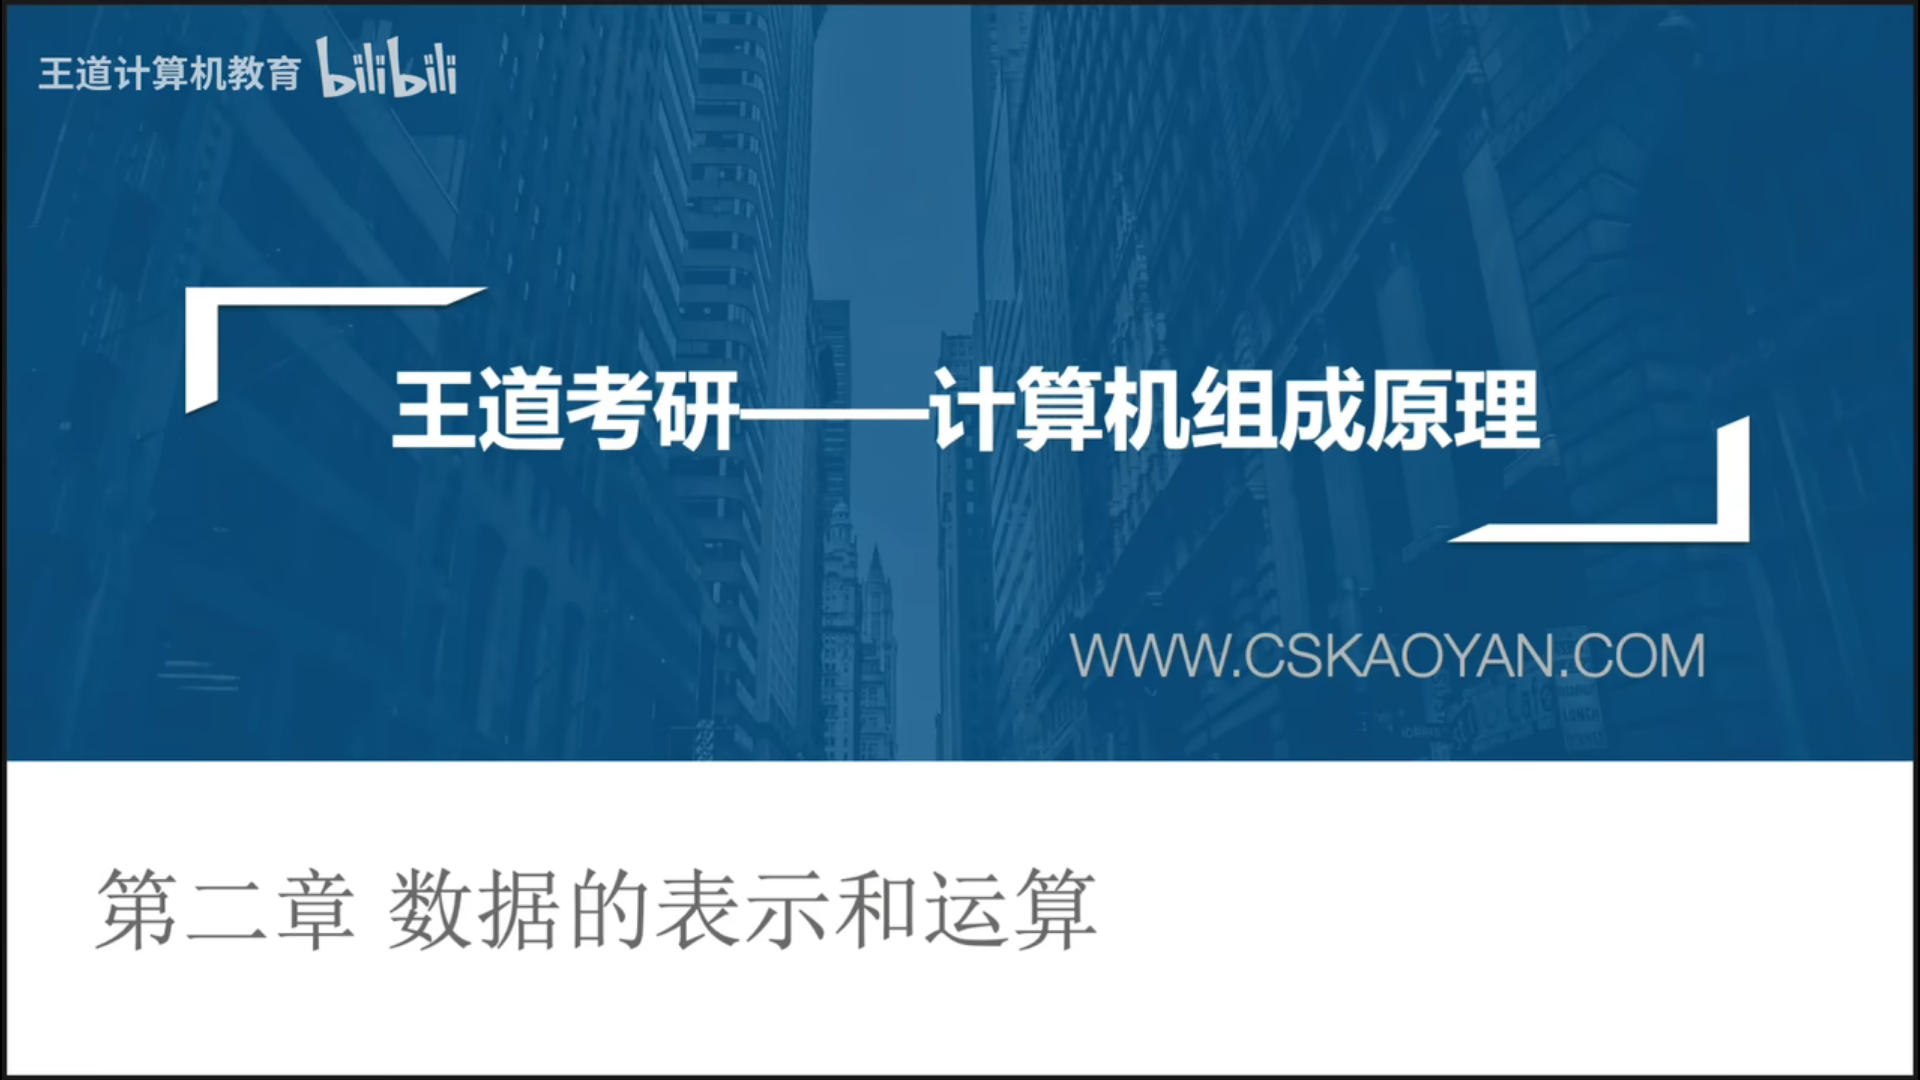 王道计算机教育 bilibili
王道考研——计算机组成原理
WWW.CSKAOYAN.COM
第二章 数据的表示和运算